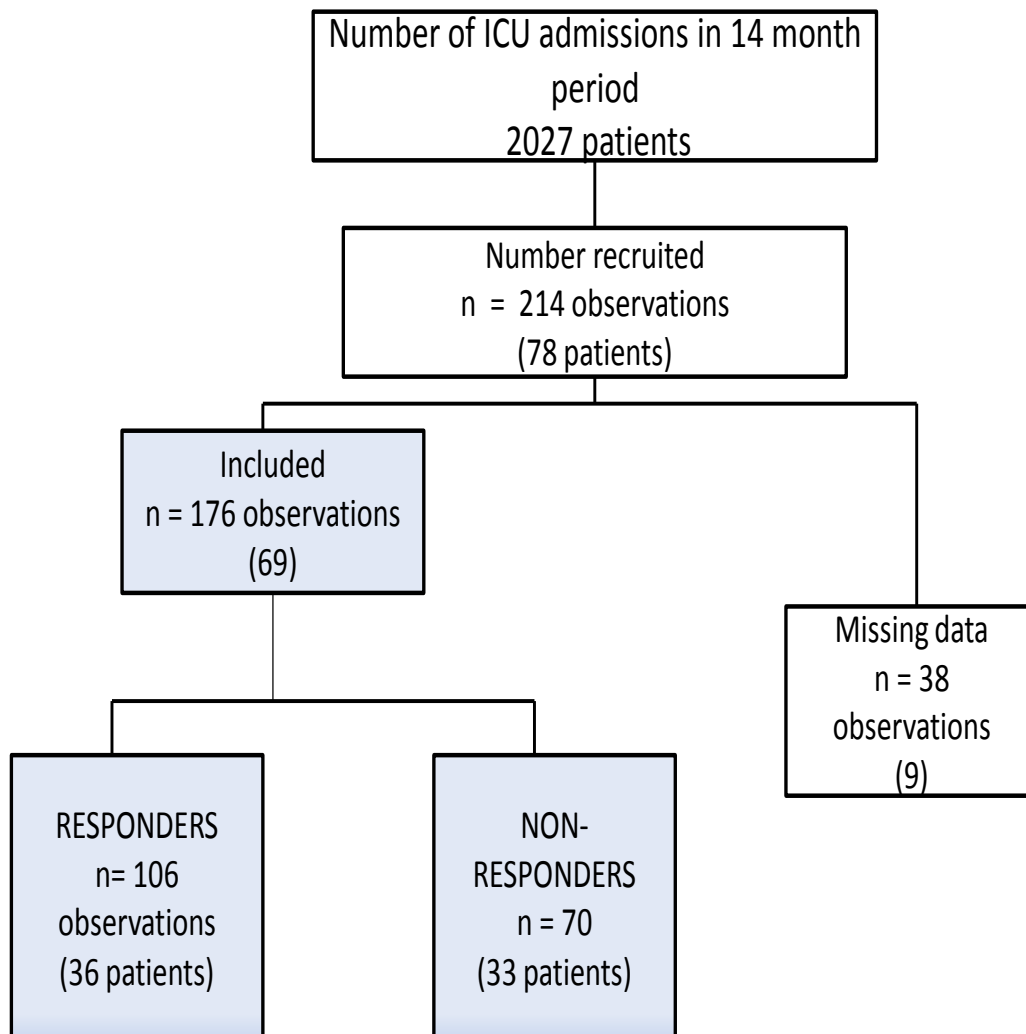 Number of ICU admissions in 14 month
period
2027 patients
Number recruited
n = 214 observations
(78 patients)
Included
n = 176 observations
(69)
Missing data
n = 38
observations
(9)
RESPONDERS
n= 106
observations
(36 patients)
NON-
RESPONDERS
n = 70
(33 patients)